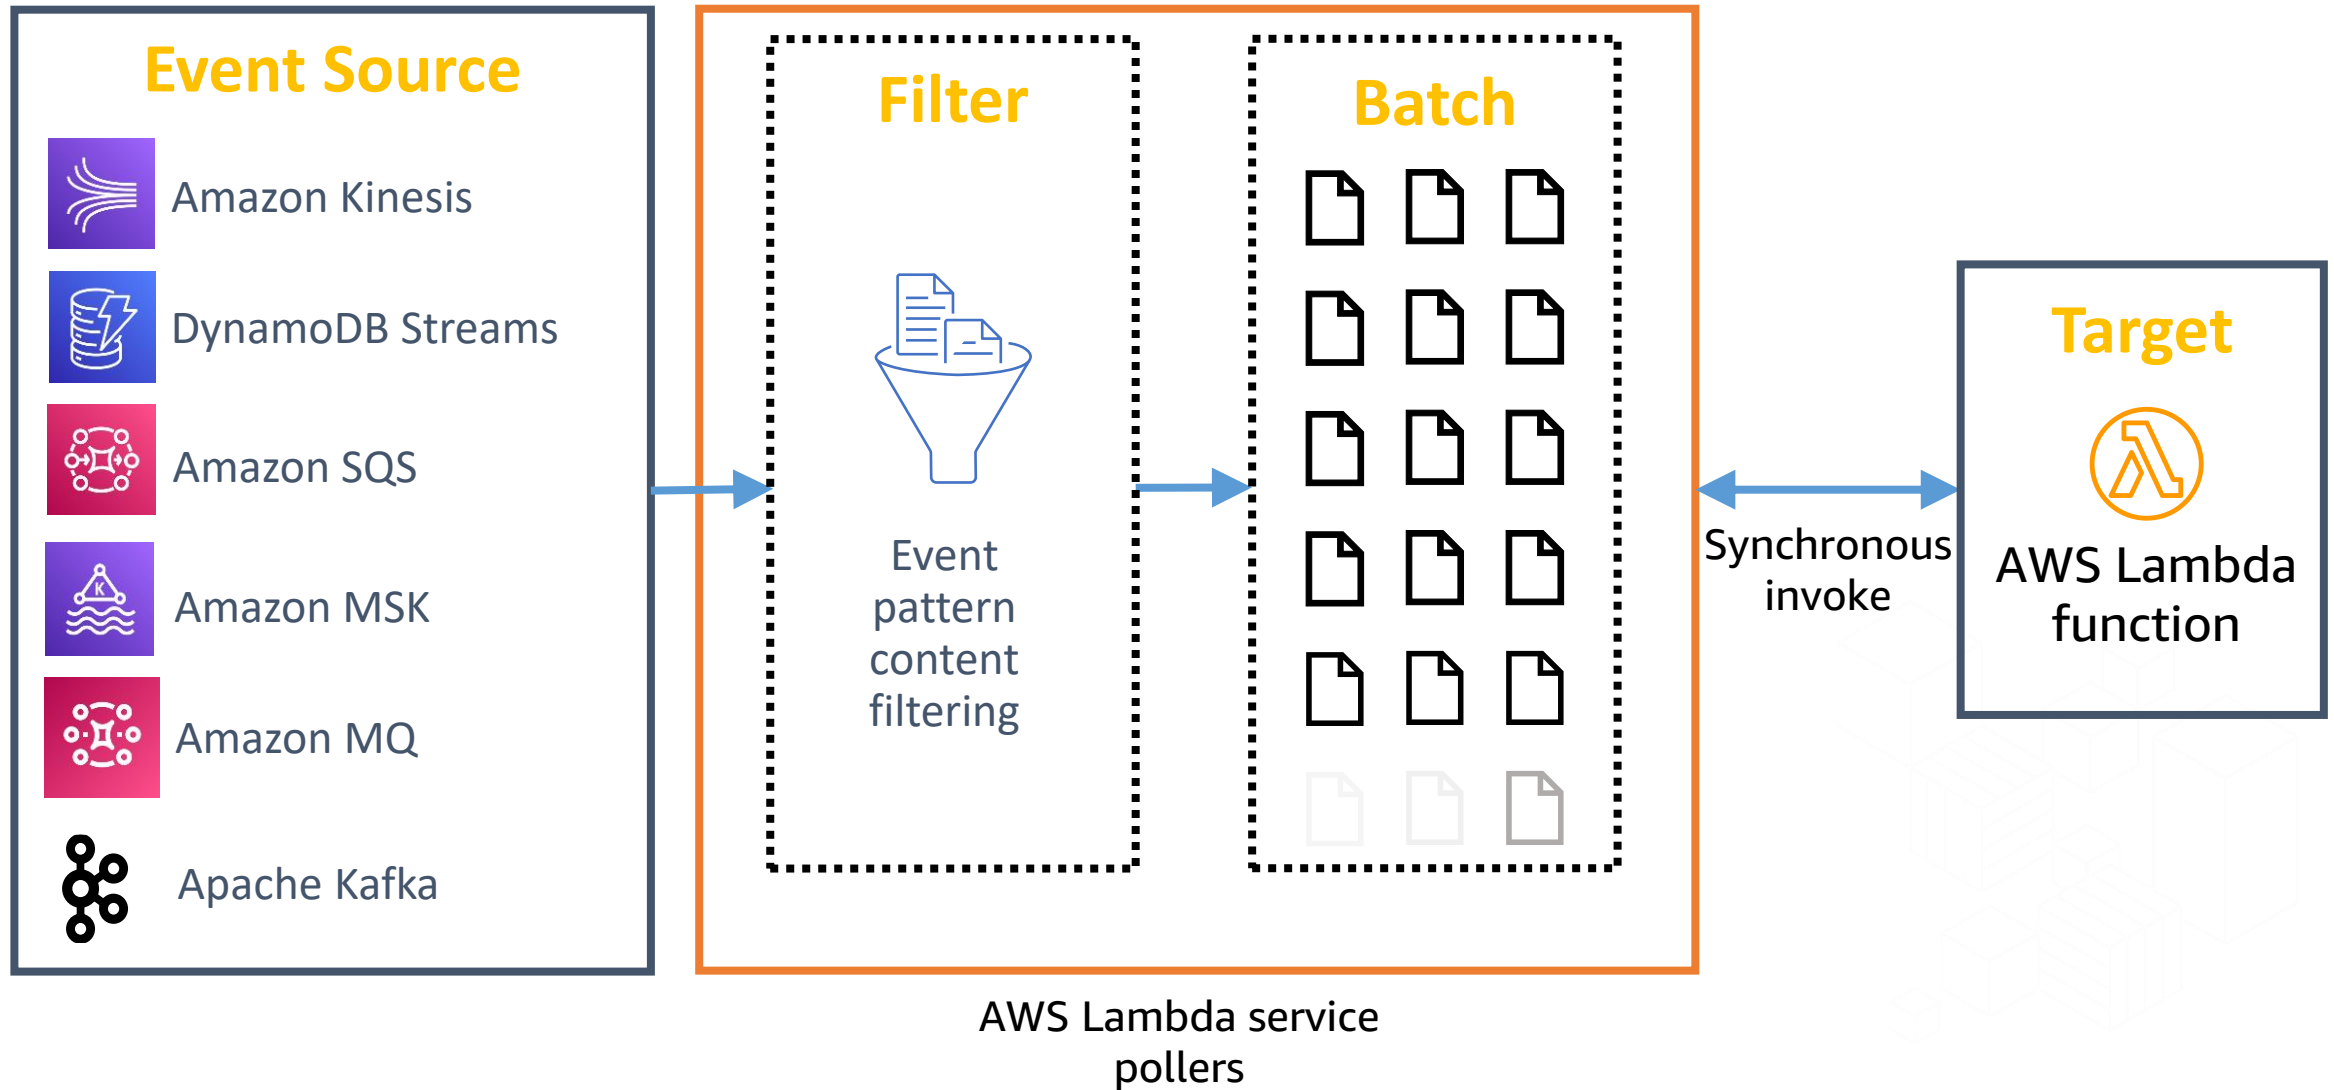 Event Source
Amazon Kinesis
DynamoDB Streams
Amazon SQS
K
Amazon MSK
Amazon MQ
Apache Kafka
Filter
Event
pattern
content
filtering
Batch
AWS Lambda service
pollers
Synchronous
invoke
Target
AWS Lambda
function